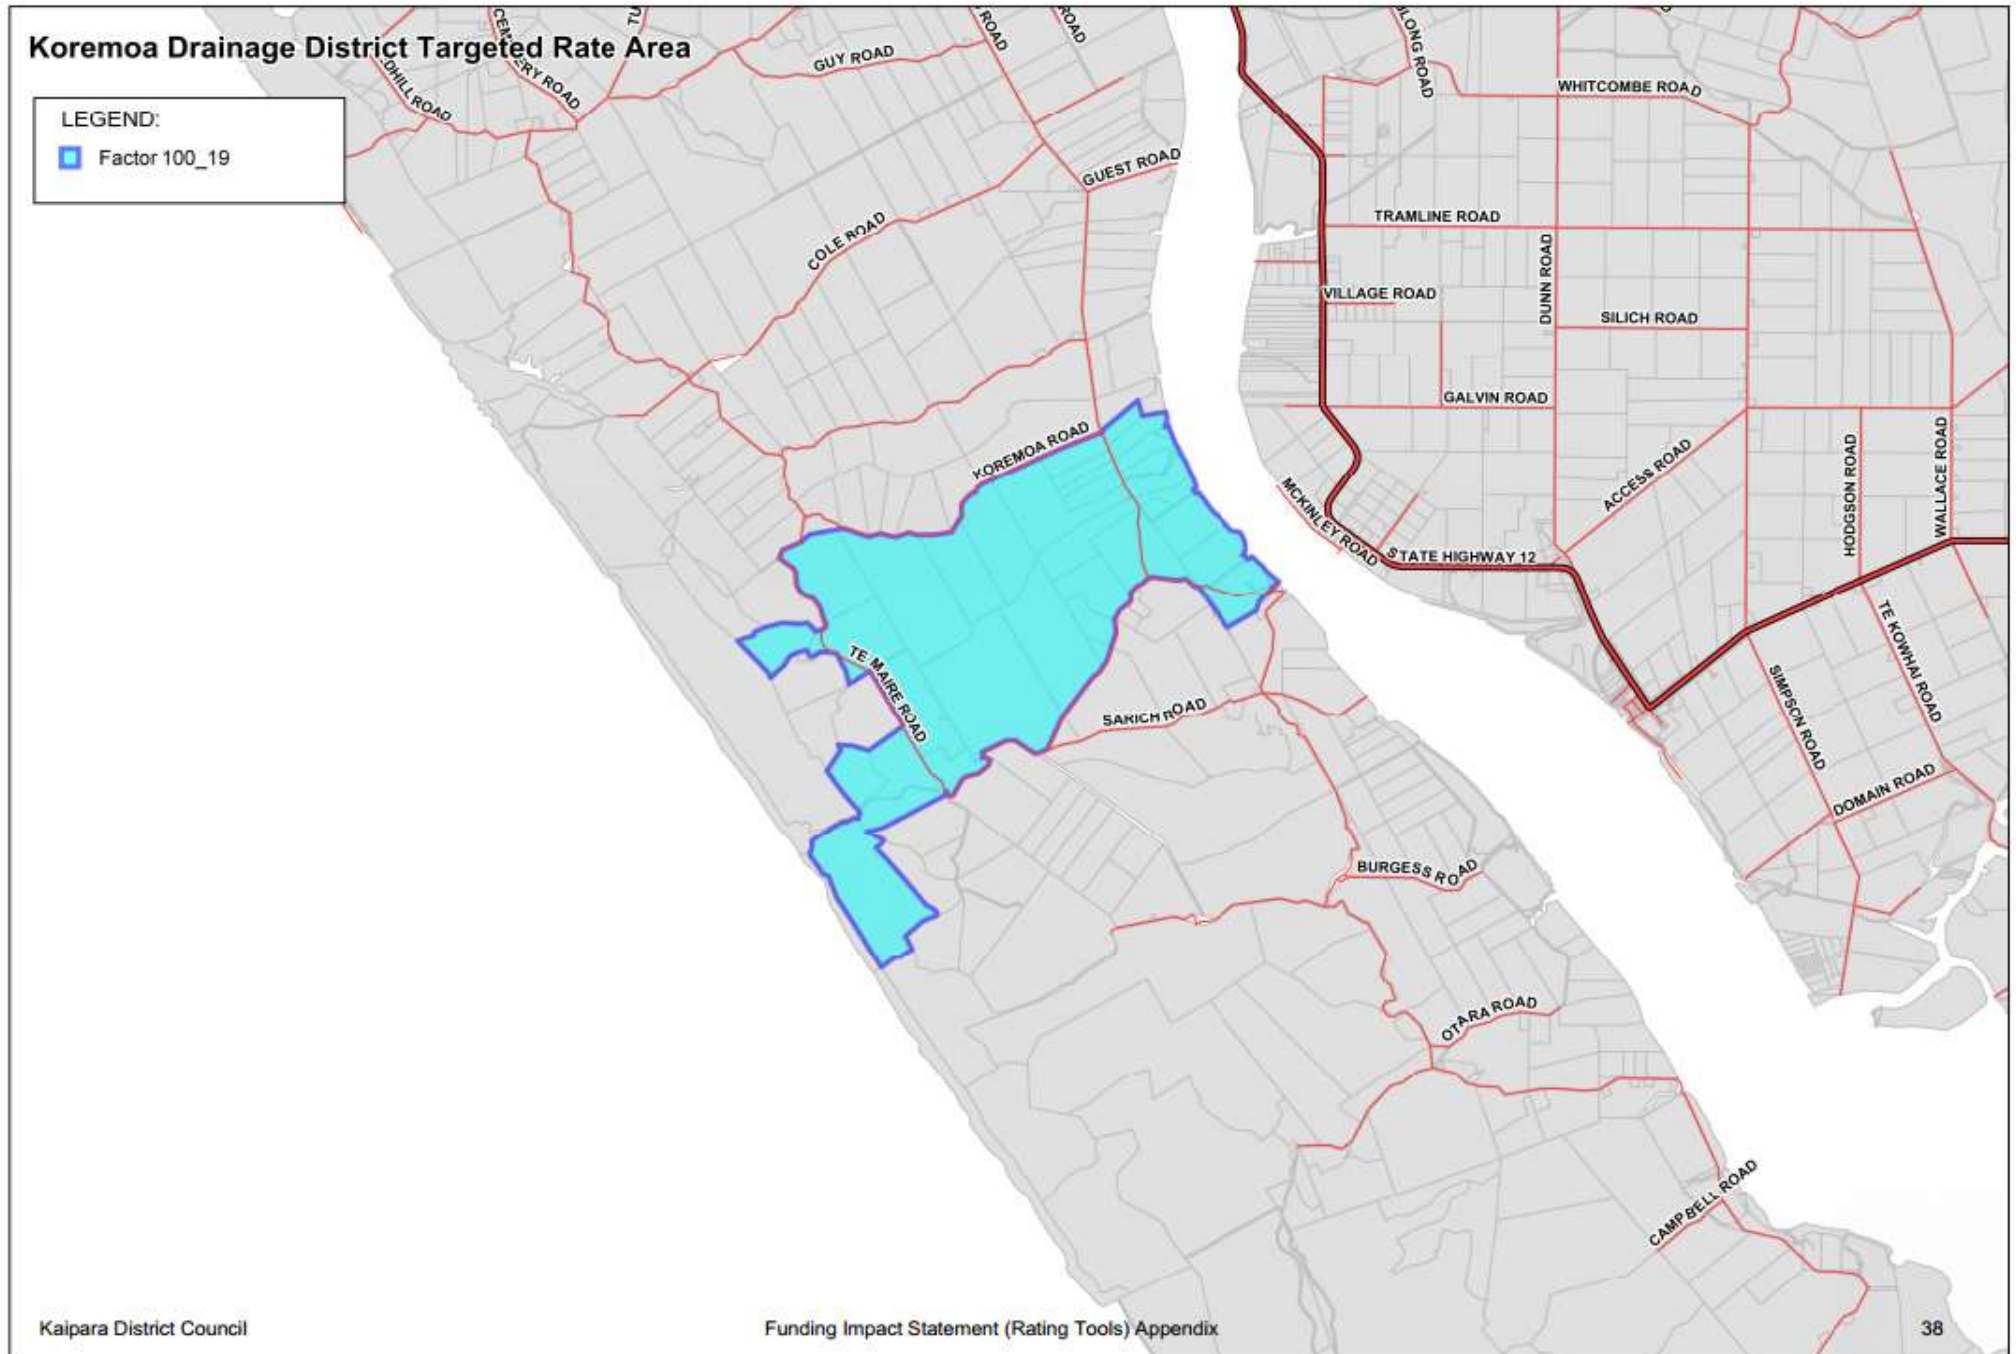 Koremoa Drainage District Targeted Rate Area
LEGEND:
Factor 100_19
GUY ROAD
ROAD
ROAD
WHITCOMBE ROAD
GUEST ROAD
COLE ROAD
TRAMLINE ROAD
DUNN ROAD
VILLAGE ROAD
SILICH ROAD
GALVIN ROAD
KOREMOA ROAD
ACCESS ROAD
HODGSON ROAD
WALLACE ROAD
MCKINLEY ROAD
STATE HIGHWAY 12
TE MAIRE ROAD
SARICH ROAD
SIMPSON ROAD
TE KOWHAI ROAD
DOMAIN ROAD
BURGESS ROAD
OTARA ROAD
CAMPBELL ROAD
Kaipara District Council
Funding Impact Statement (Rating Tools) Appendix
38